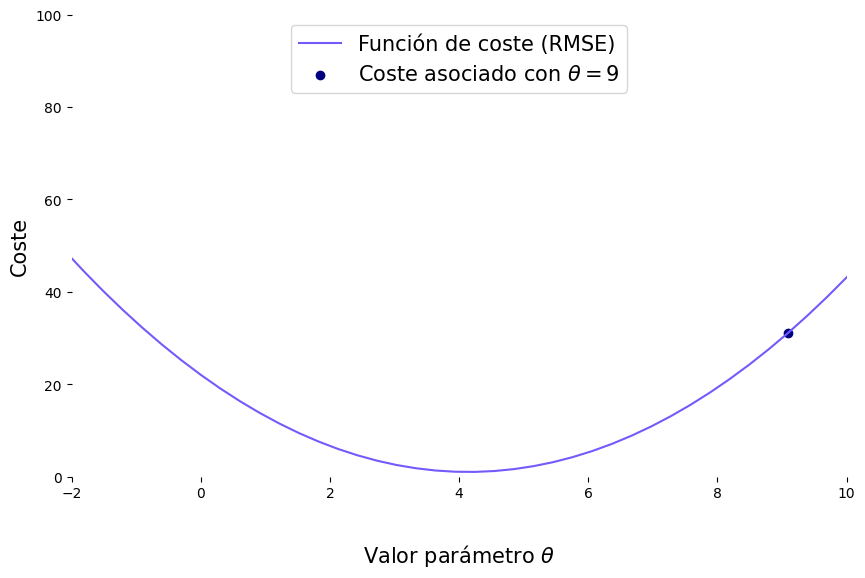 Función de coste (RMSE)
Coste asociado con θ = 9
100
80
60
40
20
0
Coste
−2 0 2 4 6 8 10
Valor parámetro θ